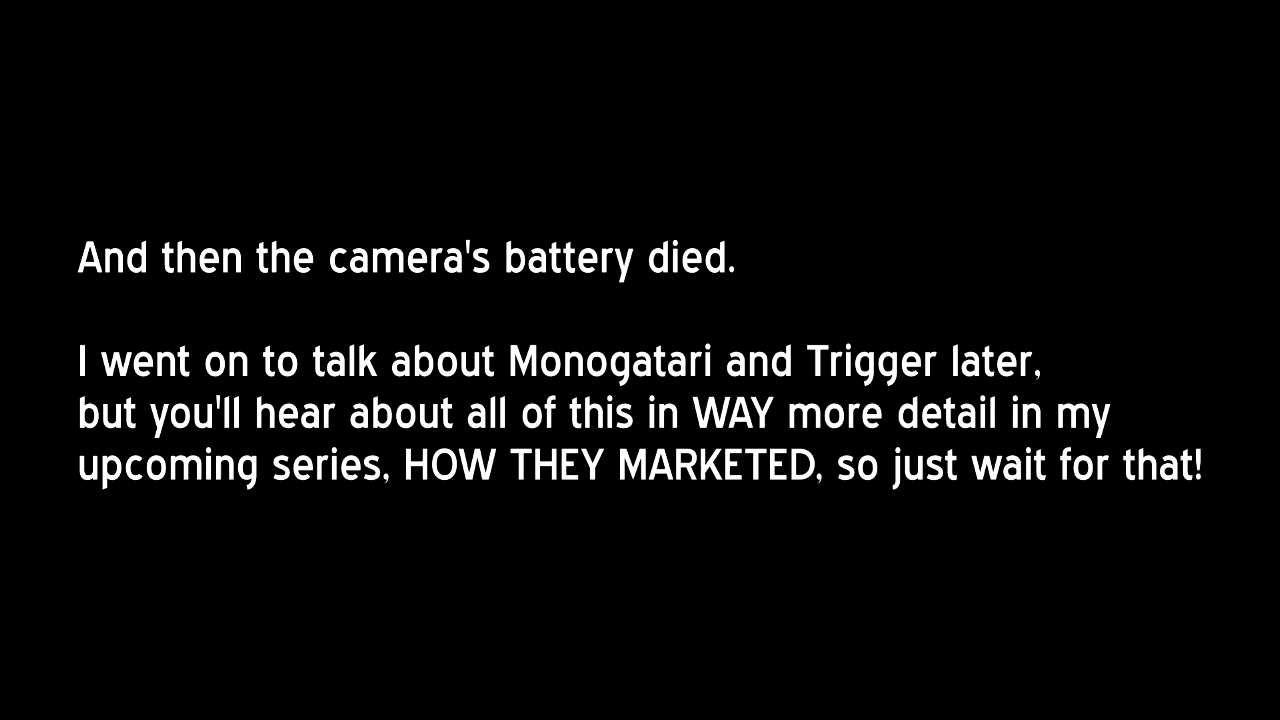 And then the camera's battery died.
I went on to talk about Monogatari and Trigger later,
but you'll hear about all of this in WAY more detail in my
upcoming series, HOW THEY MARKETED, so just wait for that!